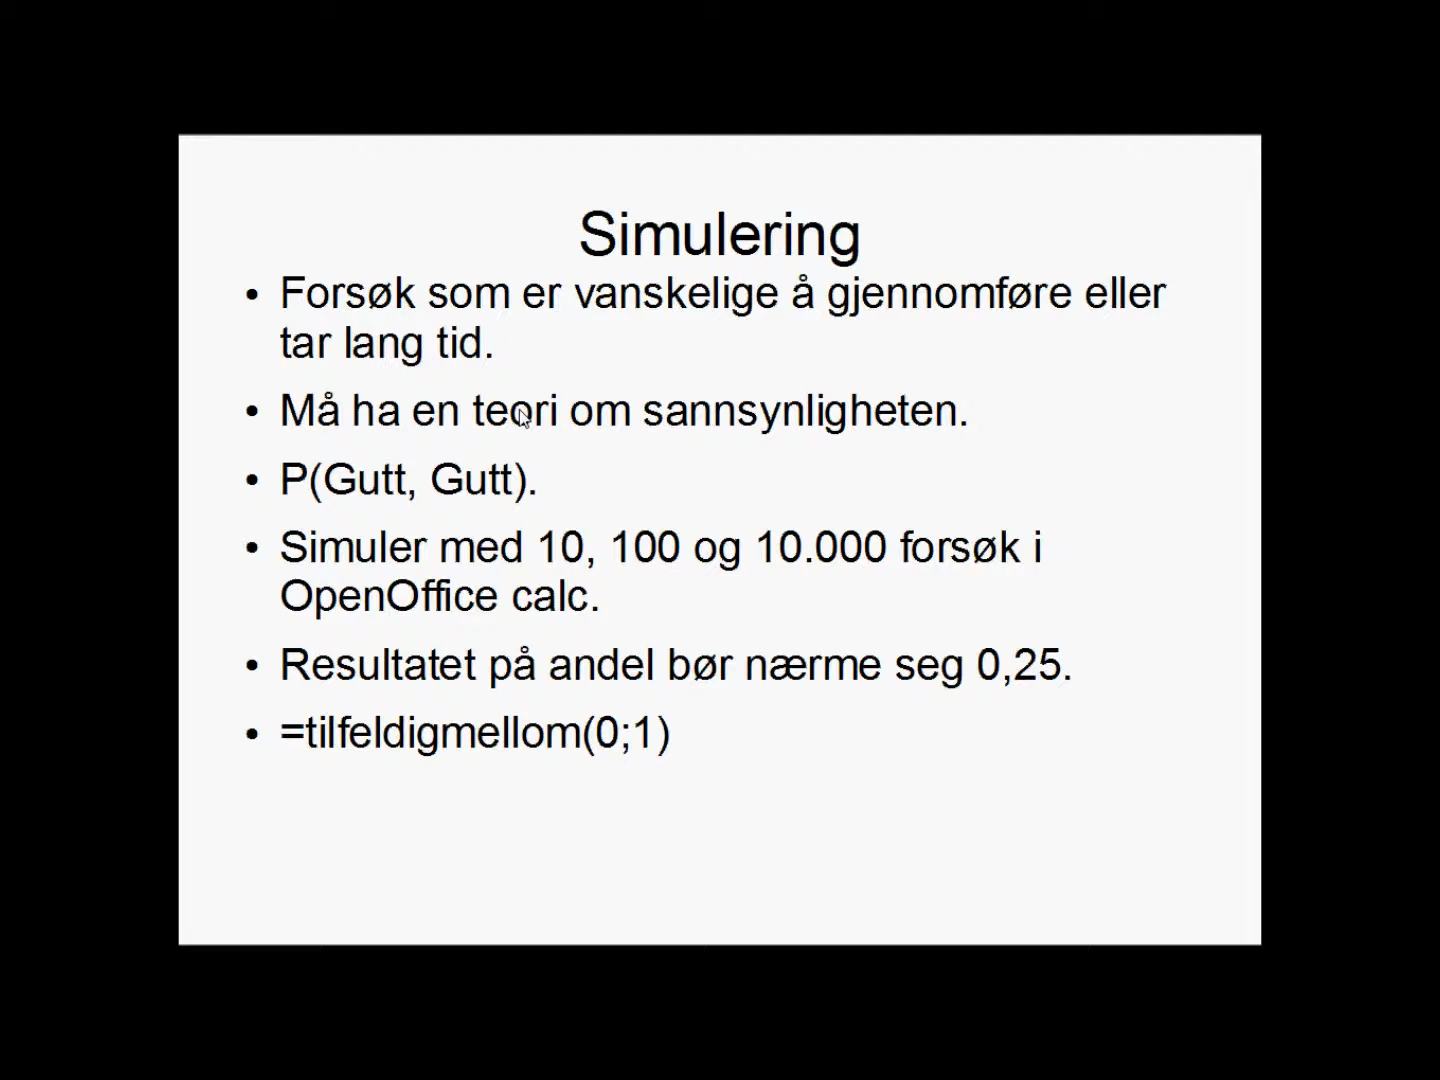 Simulering
• Forsøk som er vanskelige å gjennomføre eller
tar lang tid.
• Må ha en teori om sannsynligheten.
• P(Gutt, Gutt).
• Simuler med 10, 100 og 10.000 forsøk i
OpenOffice calc.
• Resultatet på andel bør nærme seg 0,25.
• =tilfeldigmellom(0;1)